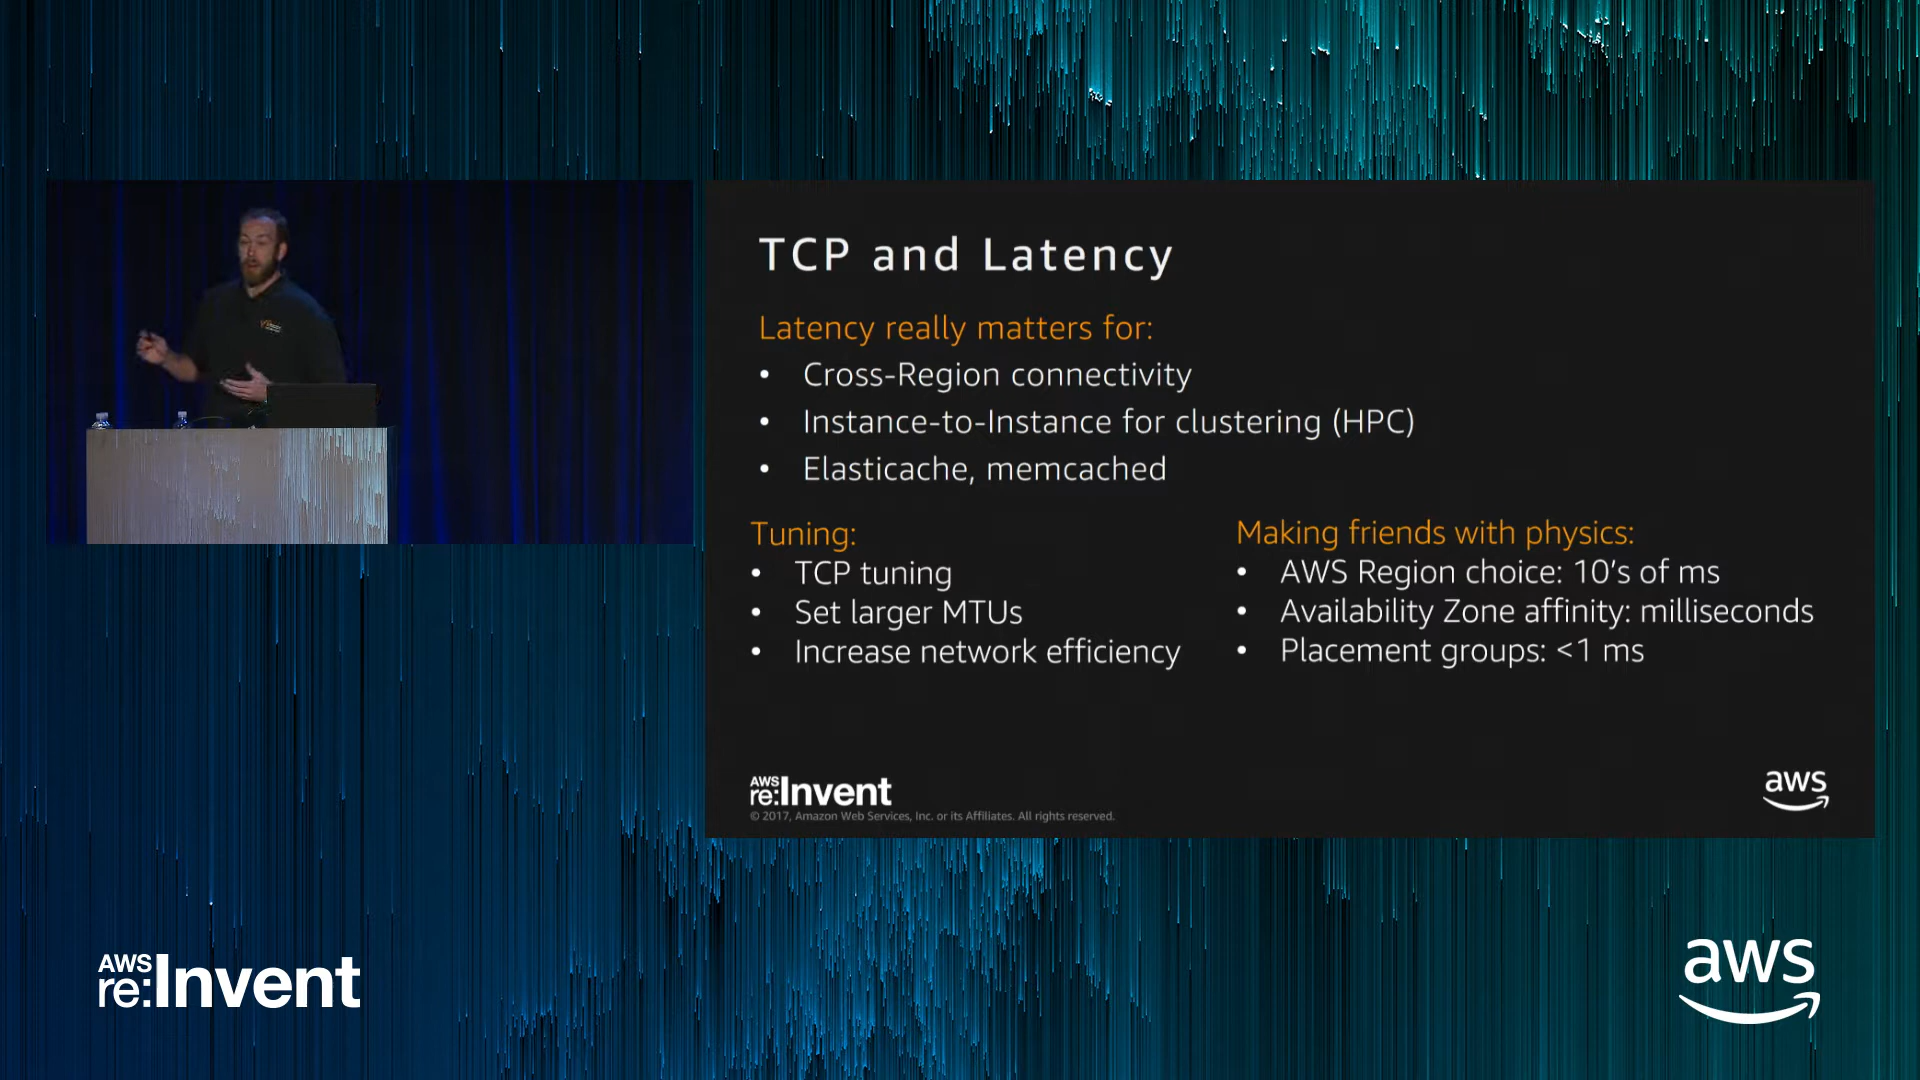 TCP and Latency
Latency really matters for:
• Cross-Region connectivity
• Instance-to-Instance for clustering (HPC)
• Elasticache, memcached
Tuning:
• TCP tuning
• Set larger MTUs
• Increase network efficiency
Making friends with physics:
• AWS Region choice: 10's of ms
• Availability Zone affinity: milliseconds
• Placement groups: <1 ms
AWS
re:Invent
© 2017, Amazon Web Services, Inc. or its Affiliates. All rights reserved.
aws
AWS
re:Invent
aws